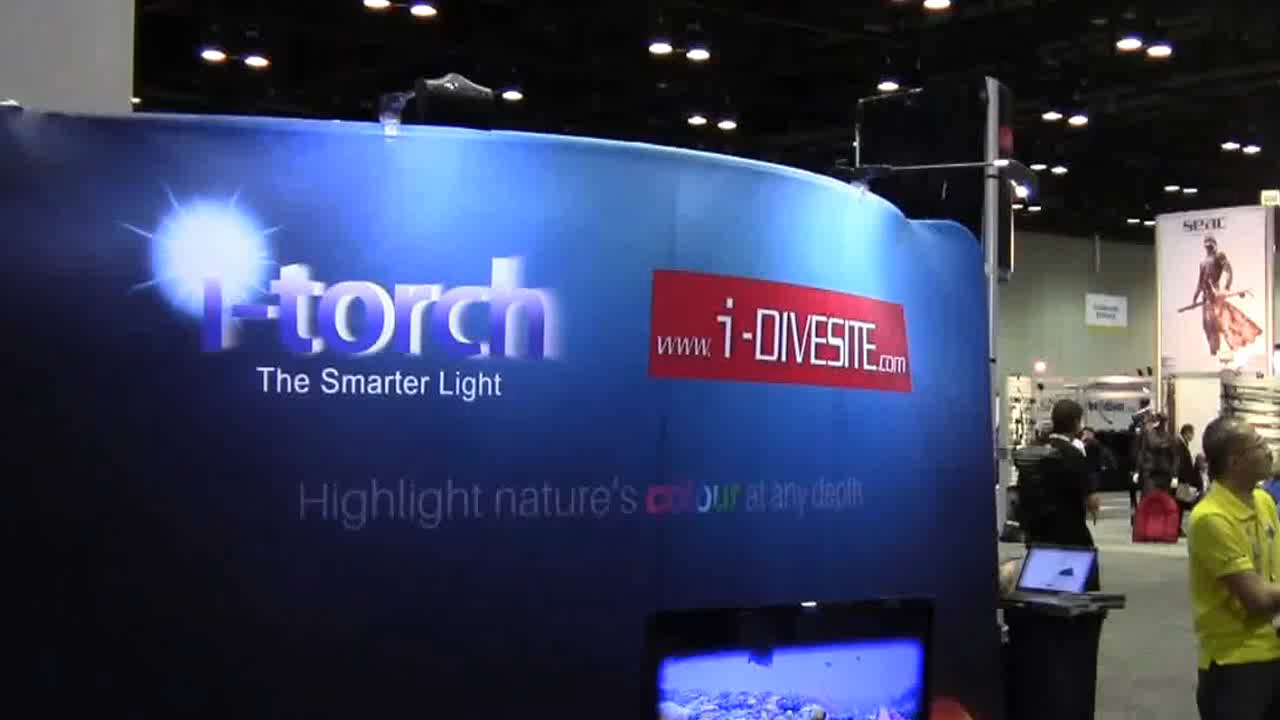 i-torch
The Smarter Light
www.i-DIVESITE.com
Highlight nature's colour at any depth
seac